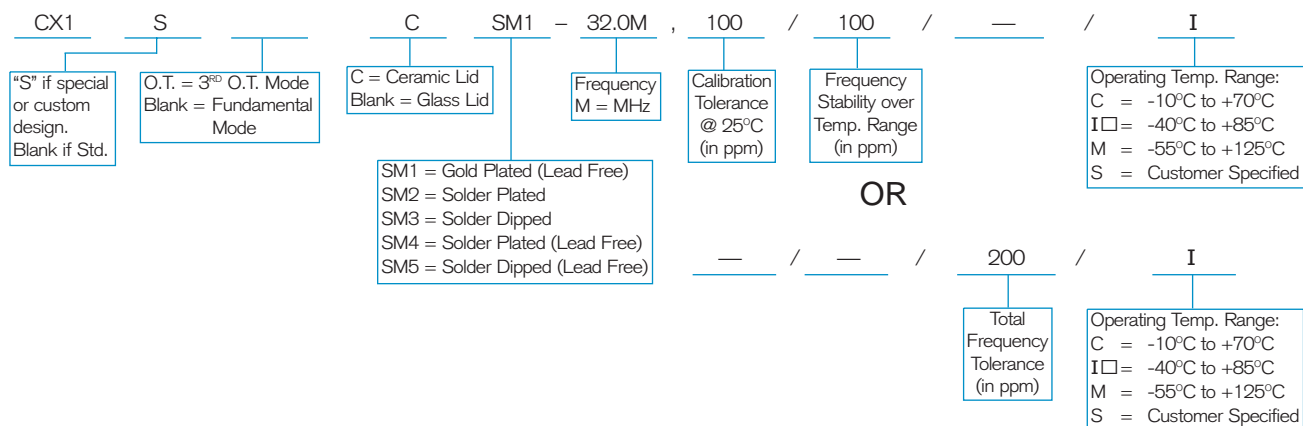 CX1 S C SM1 – 32.0M , 100 / 100 / — / I
"S" if special
or custom
design.
Blank if Std.
O.T. = 3RD O.T. Mode
Blank = Fundamental
Mode
C = Ceramic Lid
Blank = Glass Lid
Frequency
M = MHz
Calibration
Tolerance
@ 25°C
(in ppm)
Frequency
Stability over
Temp. Range
(in ppm)
Operating Temp. Range:
C = -10°C to +70°C
I□= -40°C to +85°C
M = -55°C to +125°C
S = Customer Specified
SM1 = Gold Plated (Lead Free)
SM2 = Solder Plated
SM3 = Solder Dipped
SM4 = Solder Plated (Lead Free)
SM5 = Solder Dipped (Lead Free)
OR
— / — / 200 / I
Total
Frequency
Tolerance
(in ppm)
Operating Temp. Range:
C = -10°C to +70°C
I□= -40°C to +85°C
M = -55°C to +125°C
S = Customer Specified